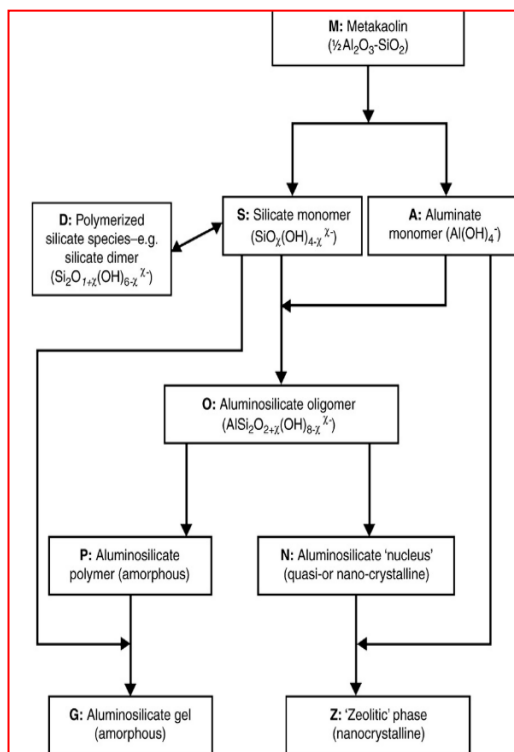 M: Metakaolin
(½Al₂O₃-SiO₂)
D: Polymerized
silicate species–e.g.
silicate dimer
(Si₂O₁₊χ(OH)₆₋χ χ-)
S: Silicate monomer
(SiOχ(OH)₄₋χ χ-)
A: Aluminate
monomer (Al(OH)₄⁻)
O: Aluminosilicate oligomer
(AlSi₂O₂₊χ(OH)₈₋χ χ-)
P: Aluminosilicate
polymer (amorphous)
N: Aluminosilicate 'nucleus'
(quasi-or nano-crystalline)
G: Aluminosilicate gel
(amorphous)
Z: 'Zeolitic' phase
(nanocrystalline)